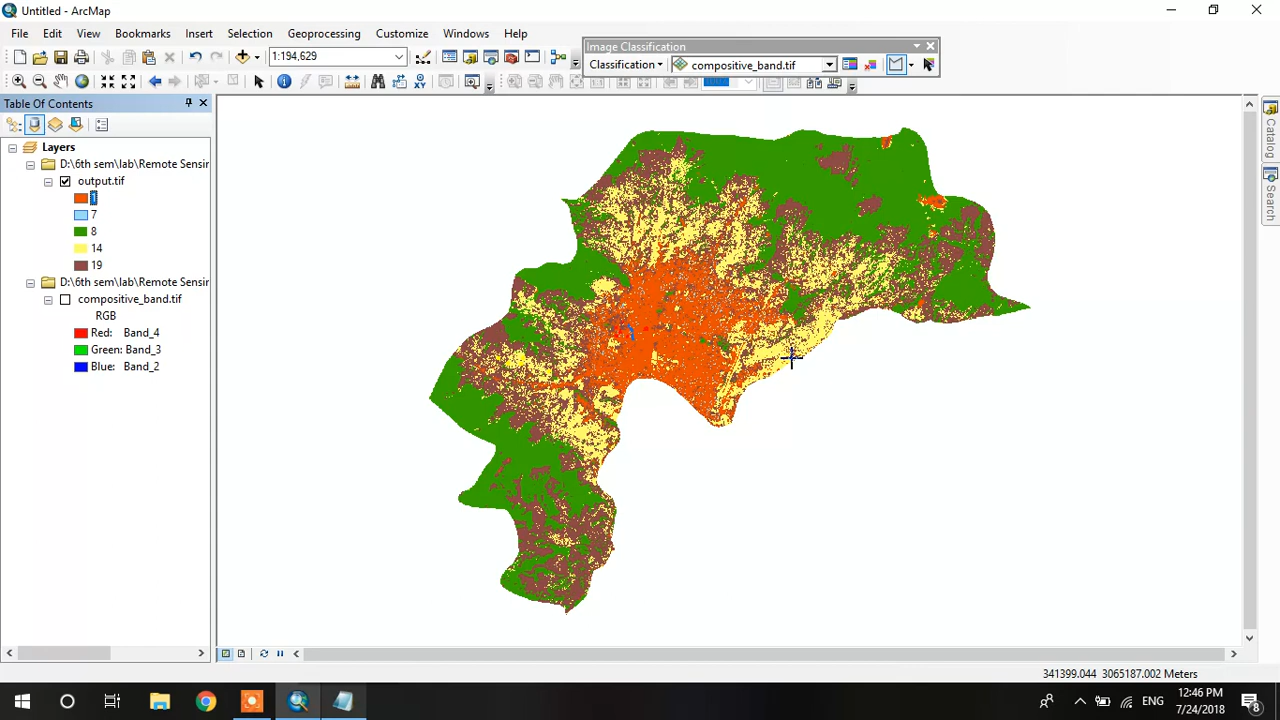 Untitled - ArcMap
File Edit View Bookmarks Insert Selection Geoprocessing Customize Windows Help
1:194,629
Image Classification
Classification compositive_band.tif
Table Of Contents
Layers
D:\6th sem\lab\Remote Sensir
output.tif
1
7
8
14
19
D:\6th sem\lab\Remote Sensir
compositive_band.tif
RGB
Red: Band_4
Green: Band_3
Blue: Band_2
Catalog
Search
341399.044 3065187.002 Meters
ENG
12:46 PM
7/24/2018
8